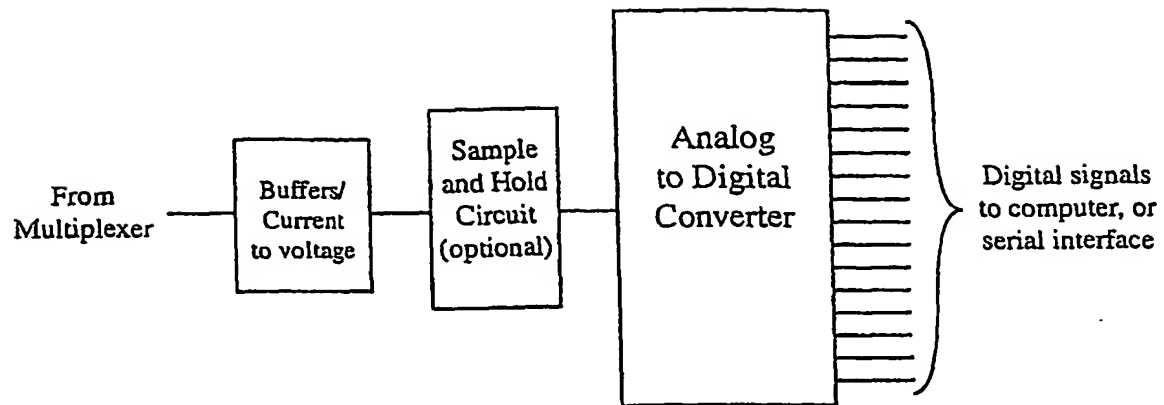 From
Multiplexer
Buffers/
Current
to voltage
Sample
and Hold
Circuit
(optional)
Analog
to Digital
Converter
Digital signals
to computer, or
serial interface